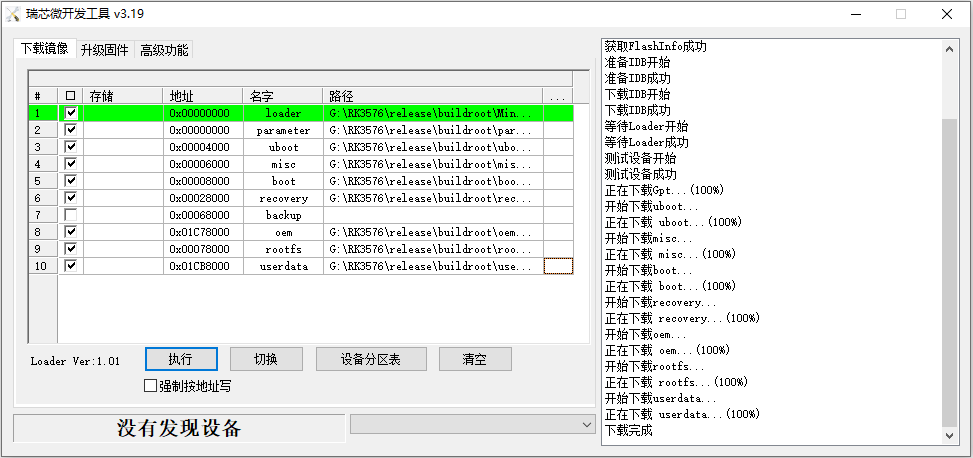 瑞芯微开发工具 v3.19
下载镜像 升级固件 高级功能
# 存储 地址 名字 路径 ...
1 0x00000000 loader G:\RK3576\release\buildroot\Min...
2 0x00000000 parameter G:\RK3576\release\buildroot\par...
3 0x00004000 uboot G:\RK3576\release\buildroot\ubo...
4 0x00006000 misc G:\RK3576\release\buildroot\mis...
5 0x00008000 boot G:\RK3576\release\buildroot\boo...
6 0x00028000 recovery G:\RK3576\release\buildroot\rec...
7 0x00068000 backup
8 0x01C78000 oem G:\RK3576\release\buildroot\oem...
9 0x00078000 rootfs G:\RK3576\release\buildroot\roo...
10 0x01CB8000 userdata G:\RK3576\release\buildroot\use...
Loader Ver:1.01 执行 切换 设备分区表 清空
强制按地址写
没有发现设备
获取FlashInfo成功
准备IDB开始
准备IDB成功
下载IDB开始
下载IDB成功
等待Loader开始
等待Loader成功
测试设备开始
测试设备成功
正在下载Gpt...(100%)
开始下载uboot...
正在下载 uboot...(100%)
开始下载misc...
正在下载 misc...(100%)
开始下载boot...
正在下载 boot...(100%)
开始下载recovery...
正在下载 recovery...(100%)
开始下载oem...
正在下载 oem...(100%)
开始下载rootfs...
正在下载 rootfs...(100%)
开始下载userdata...
正在下载 userdata...(100%)
下载完成